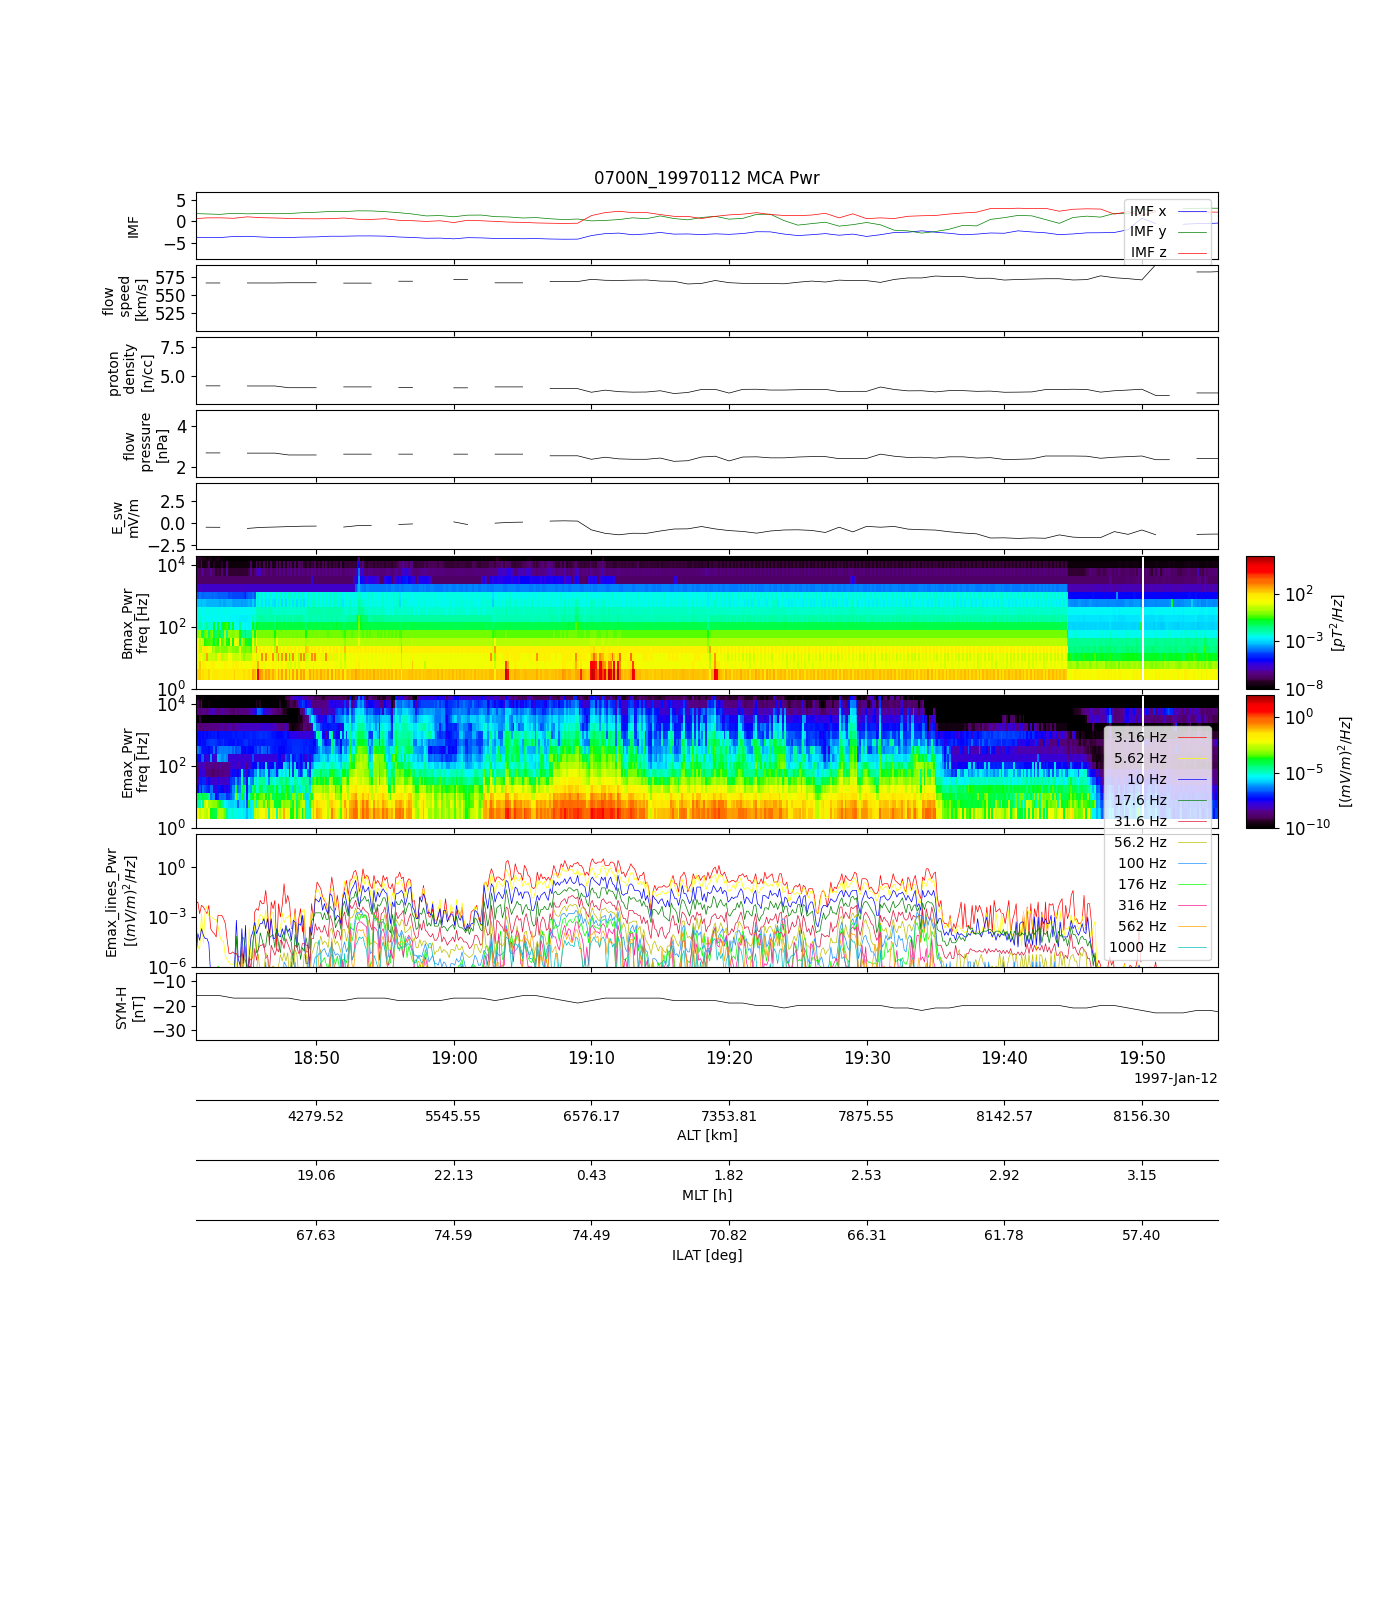 0700N_19970112 MCA Pwr
IMF
5
0
−5
IMF x
IMF y
IMF z
flow
speed
[km/s]
575
550
525
proton
density
[n/cc]
7.5
5.0
flow
pressure
[nPa]
4
2
E_sw
mV/m
2.5
0.0
−2.5
Bmax_Pwr
freq [Hz]
10^4
10^2
10^0
10^2
10^−3
10^−8
[pT^2/Hz]
Emax_Pwr
freq [Hz]
10^4
10^2
10^0
10^0
10^−5
10^−10
[(mV/m)^2/Hz]
3.16 Hz
5.62 Hz
10 Hz
17.6 Hz
31.6 Hz
56.2 Hz
100 Hz
176 Hz
316 Hz
562 Hz
1000 Hz
Emax_lines_Pwr
[(mV/m)^2/Hz]
10^0
10^−3
10^−6
SYM-H
[nT]
−10
−20
−30
18:50 19:00 19:10 19:20 19:30 19:40 19:50
1997-Jan-12
4279.52 5545.55 6576.17 7353.81 7875.55 8142.57 8156.30
ALT [km]
19.06 22.13 0.43 1.82 2.53 2.92 3.15
MLT [h]
67.63 74.59 74.49 70.82 66.31 61.78 57.40
ILAT [deg]